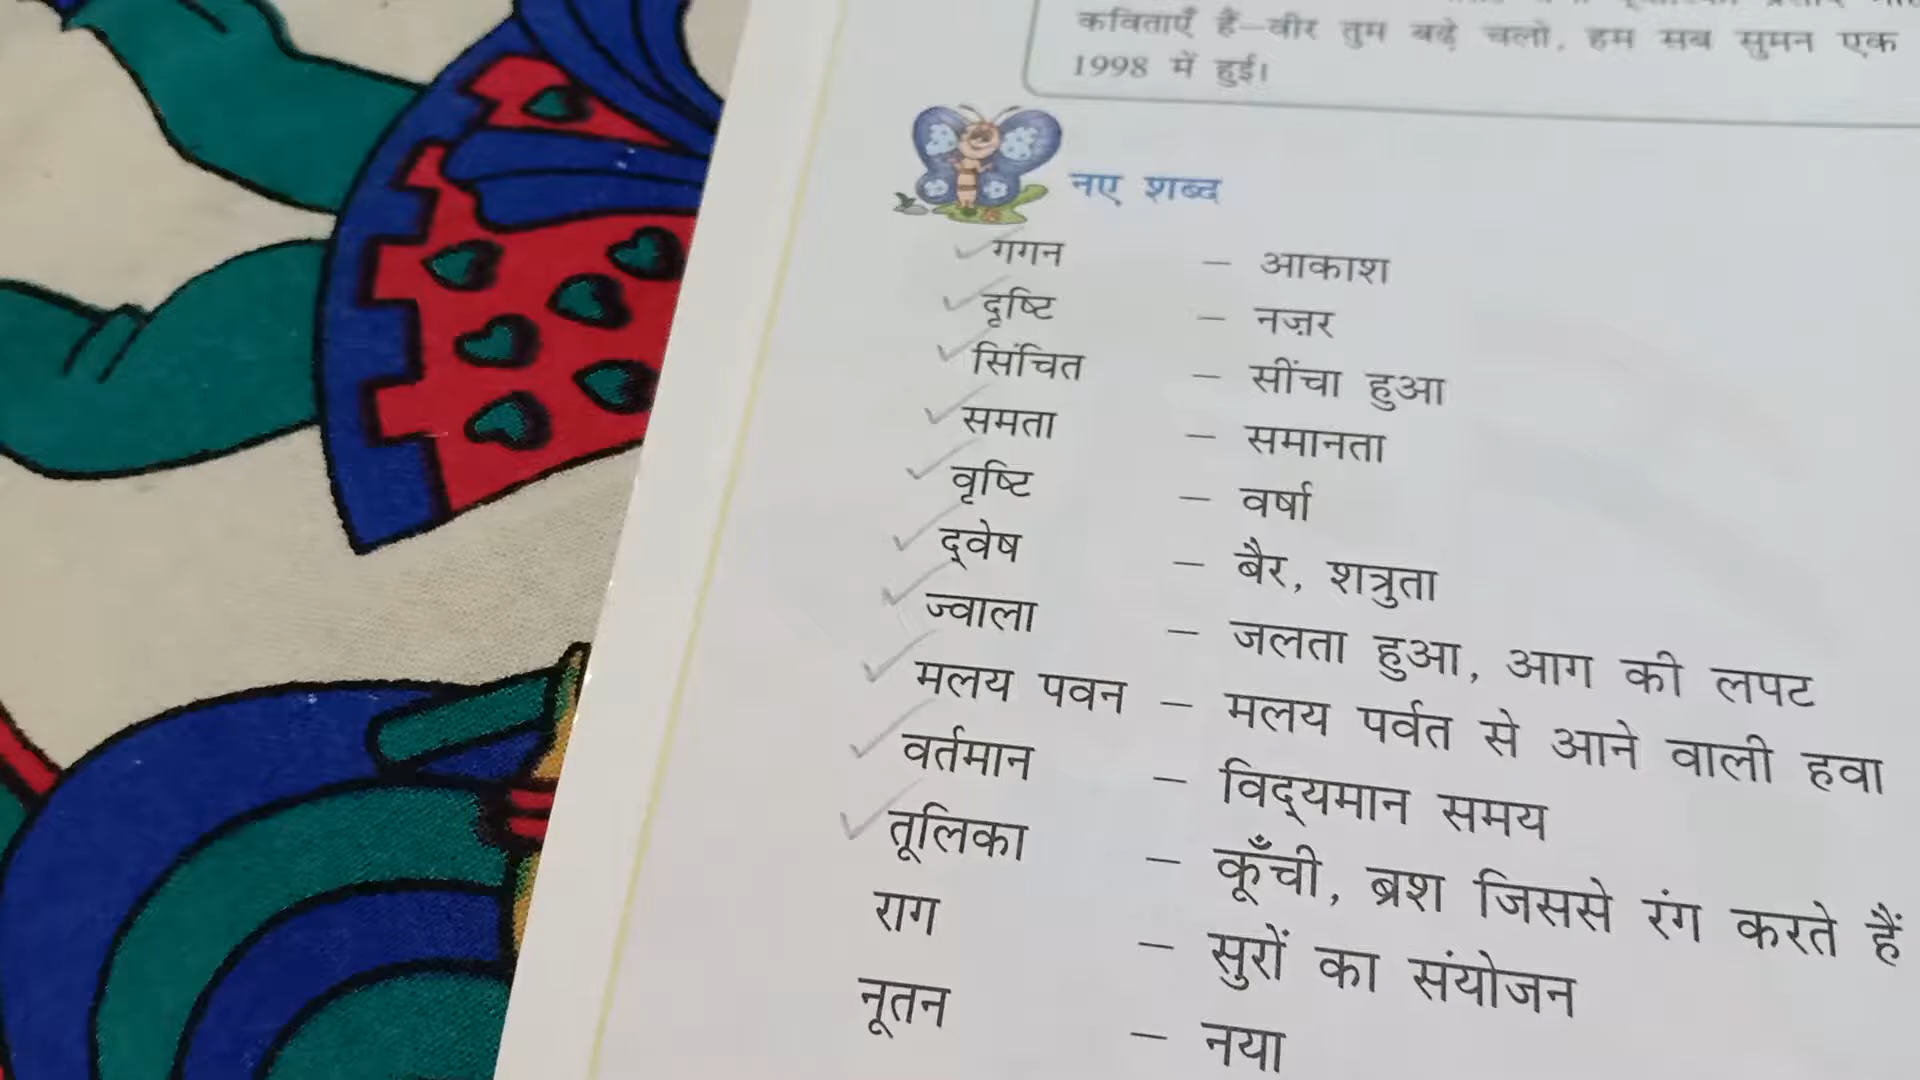 कविताएँ हैं—वीर तुम बढ़े चलो, हम सब सुमन एक
1998 में हुई।
नए शब्द
गगन – आकाश
दृष्टि – नज़र
सिंचित – सींचा हुआ
समता – समानता
वृष्टि – वर्षा
द्‌वेष – बैर, शत्रुता
ज्वाला – जलता हुआ, आग की लपट
मलय पवन – मलय पर्वत से आने वाली हवा
वर्तमान – विद्‌यमान समय
तूलिका – कूँची, ब्रश जिससे रंग करते हैं
राग – सुरों का संयोजन
नूतन – नया